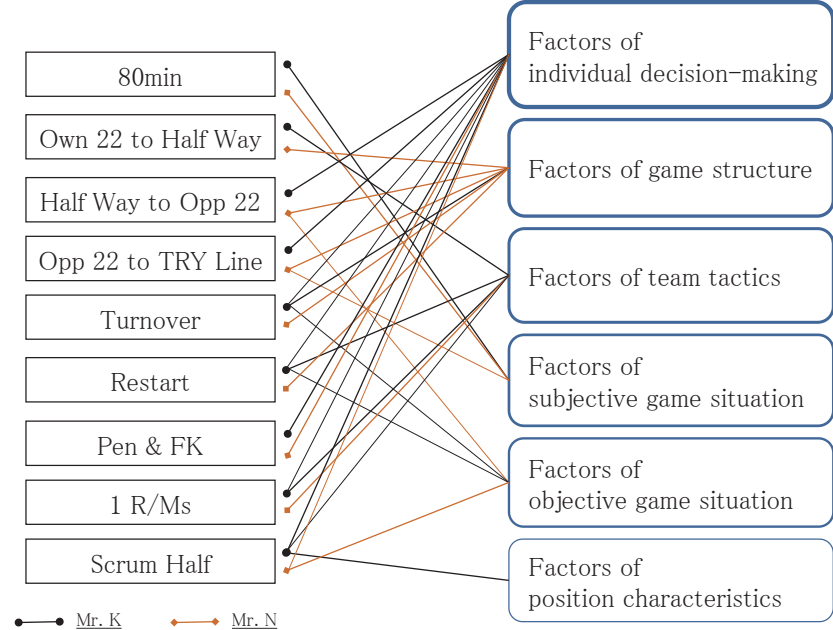 80min
Own 22 to Half Way
Half Way to Opp 22
Opp 22 to TRY Line
Turnover
Restart
Pen & FK
1 R/Ms
Scrum Half
Factors of
individual decision-making
Factors of game structure
Factors of team tactics
Factors of
subjective game situation
Factors of
objective game situation
Factors of
position characteristics
Mr. K
Mr. N